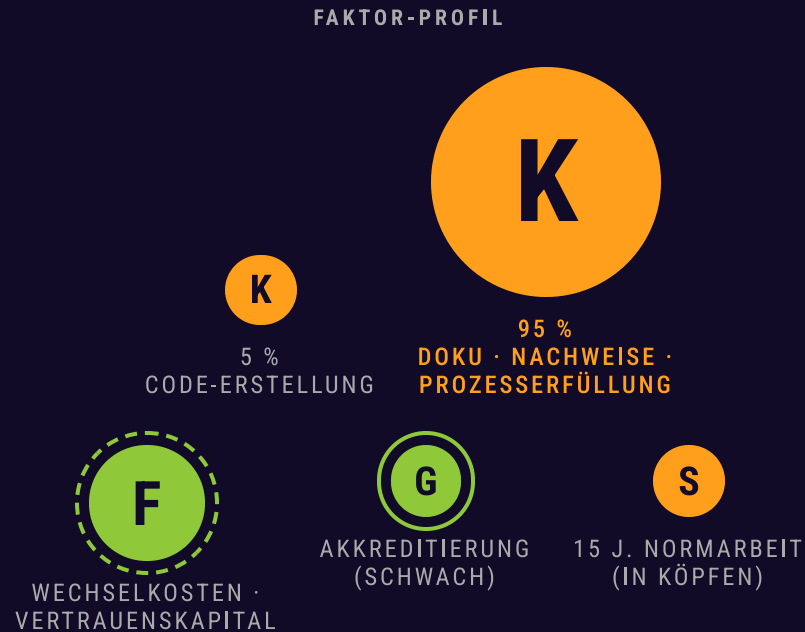 FAKTOR-PROFIL
K
K
5 %
CODE-ERSTELLUNG
95 %
DOKU · NACHWEISE ·
PROZESSERFÜLLUNG
F
WECHSELKOSTEN ·
VERTRAUENSKAPITAL
G
AKKREDITIERUNG
(SCHWACH)
S
15 J. NORMARBEIT
(IN KÖPFEN)